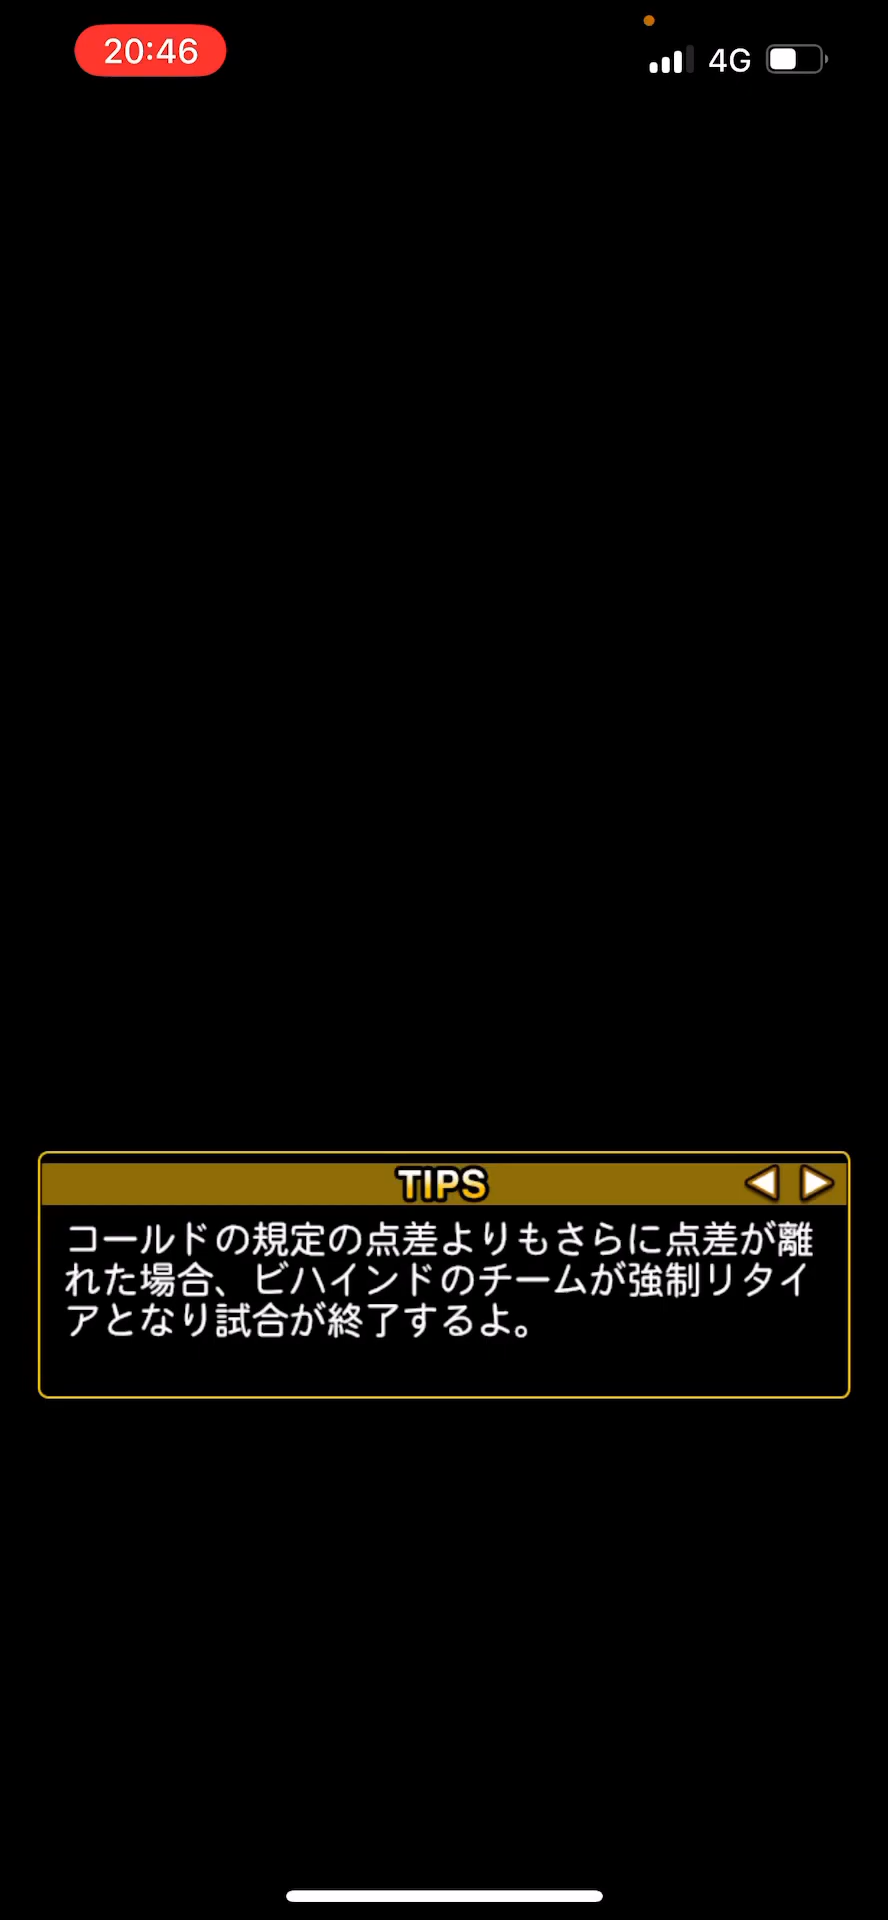 20:46
4G
TIPS
コールドの規定の点差よりもさらに点差が離
れた場合、ビハインドのチームが強制リタイ
アとなり試合が終了するよ。